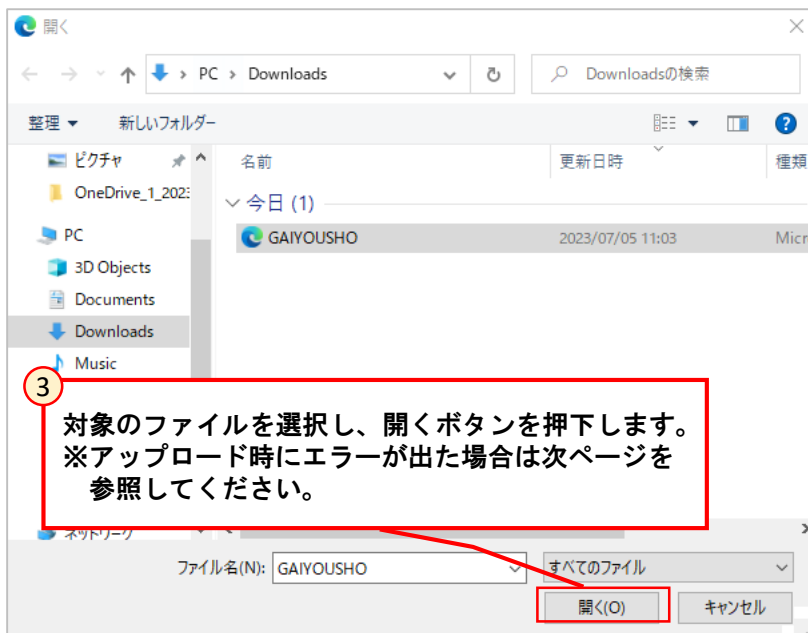 開く
PC > Downloads
Downloadsの検索
整理 新しいフォルダー
ピクチャ
OneDrive_1_2023
PC
3D Objects
Documents
Downloads
Music
ネットワーク
名前 更新日時 種類
今日 (1)
GAIYOUSHO 2023/07/05 11:03 Micr
3
対象のファイルを選択し、開くボタンを押下します。
※アップロード時にエラーが出た場合は次ページを
参照してください。
ファイル名(N): GAIYOUSHO すべてのファイル
開く(O) キャンセル